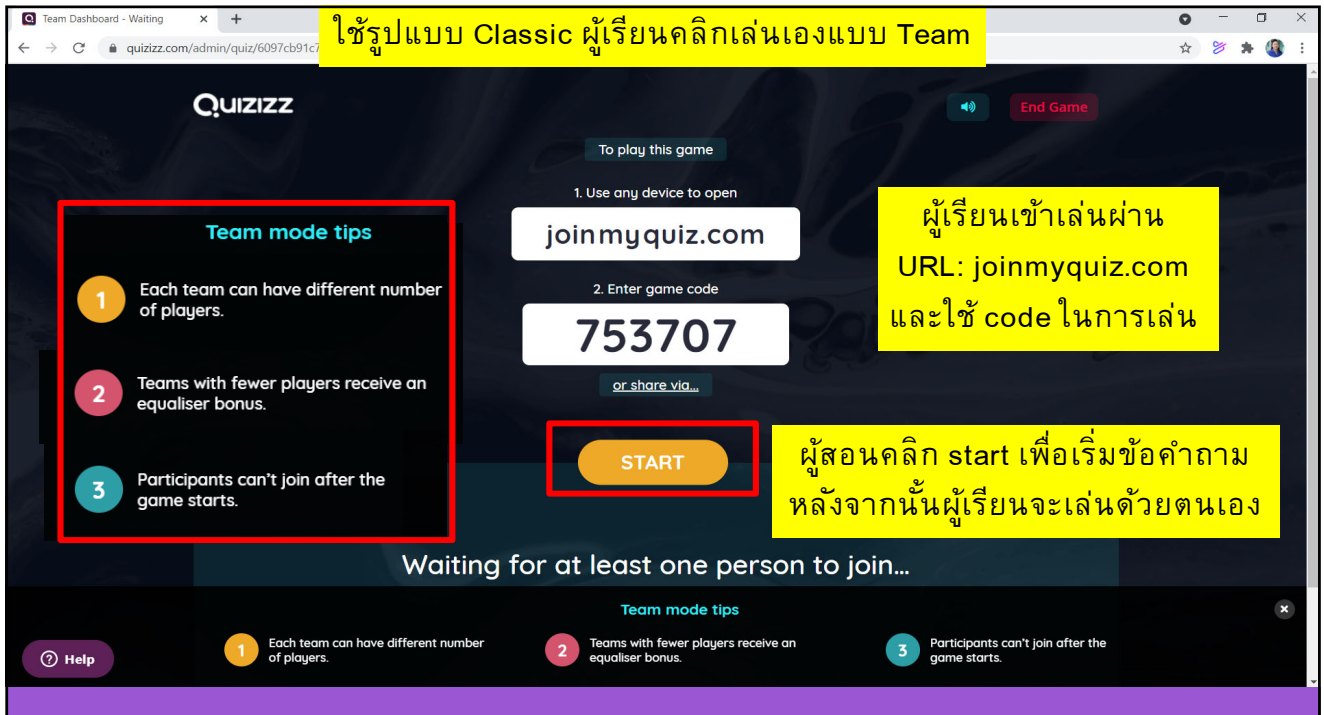 Team Dashboard - Waiting
ใช้รูปแบบ Classic ผู้เรียนคลิกเล่นเองแบบ Team
quizizz.com/admin/quiz/6097cb91c7
Quizizz
End Game
To play this game
1. Use any device to open
joinmyquiz.com
2. Enter game code
753707
or share via...
START
Team mode tips
1
Each team can have different number
of players.
2
Teams with fewer players receive an
equaliser bonus.
3
Participants can't join after the
game starts.
ผู้เรียนเข้าเล่นผ่าน
URL: joinmyquiz.com
และใช้ code ในการเล่น
ผู้สอนคลิก start เพื่อเริ่มข้อคำถาม
หลังจากนั้นผู้เรียนจะเล่นด้วยตนเอง
Waiting for at least one person to join...
Team mode tips
1
Each team can have different number
of players.
2
Teams with fewer players receive an
equaliser bonus.
3
Participants can't join after the
game starts.
Help